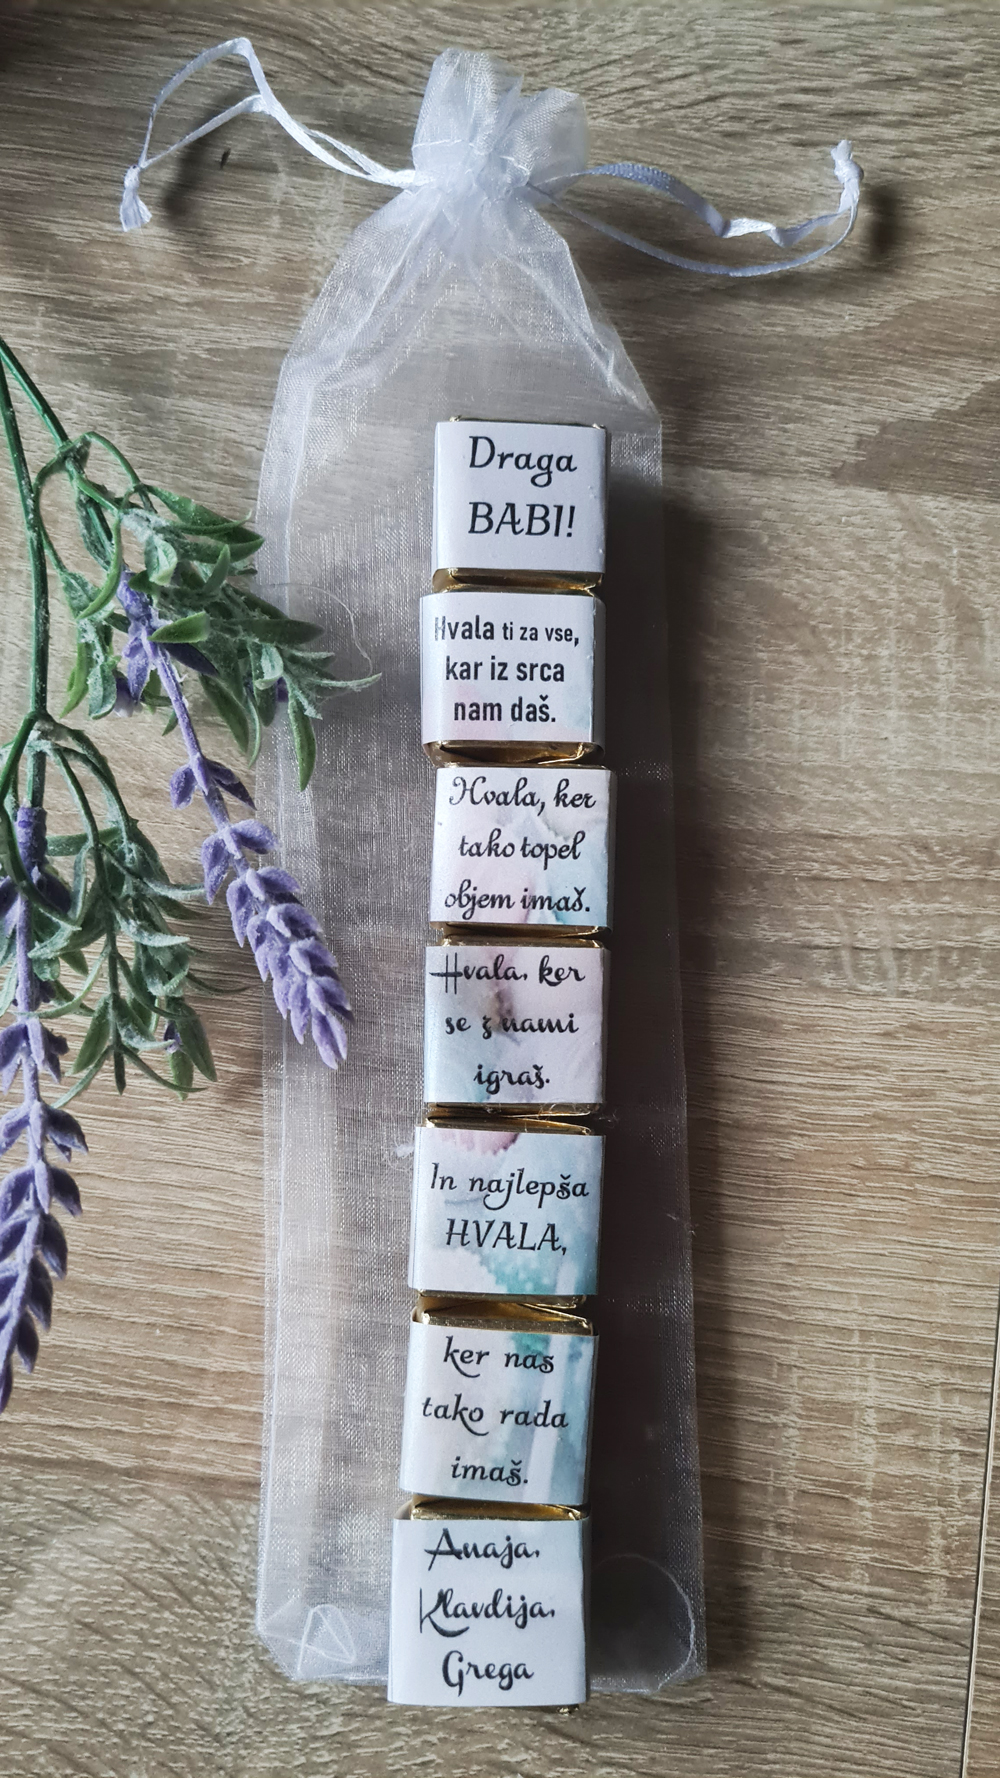 Draga
BABI!
Hvala ti za vse,
kar iz srca
nam daš.
Hvala, ker
tako topel
objem imaš.
Hvala, ker
se z nami
igraš.
In najlepša
HVALA,
ker nas
tako rada
imaš.
Anaja,
Klavdija,
Grega